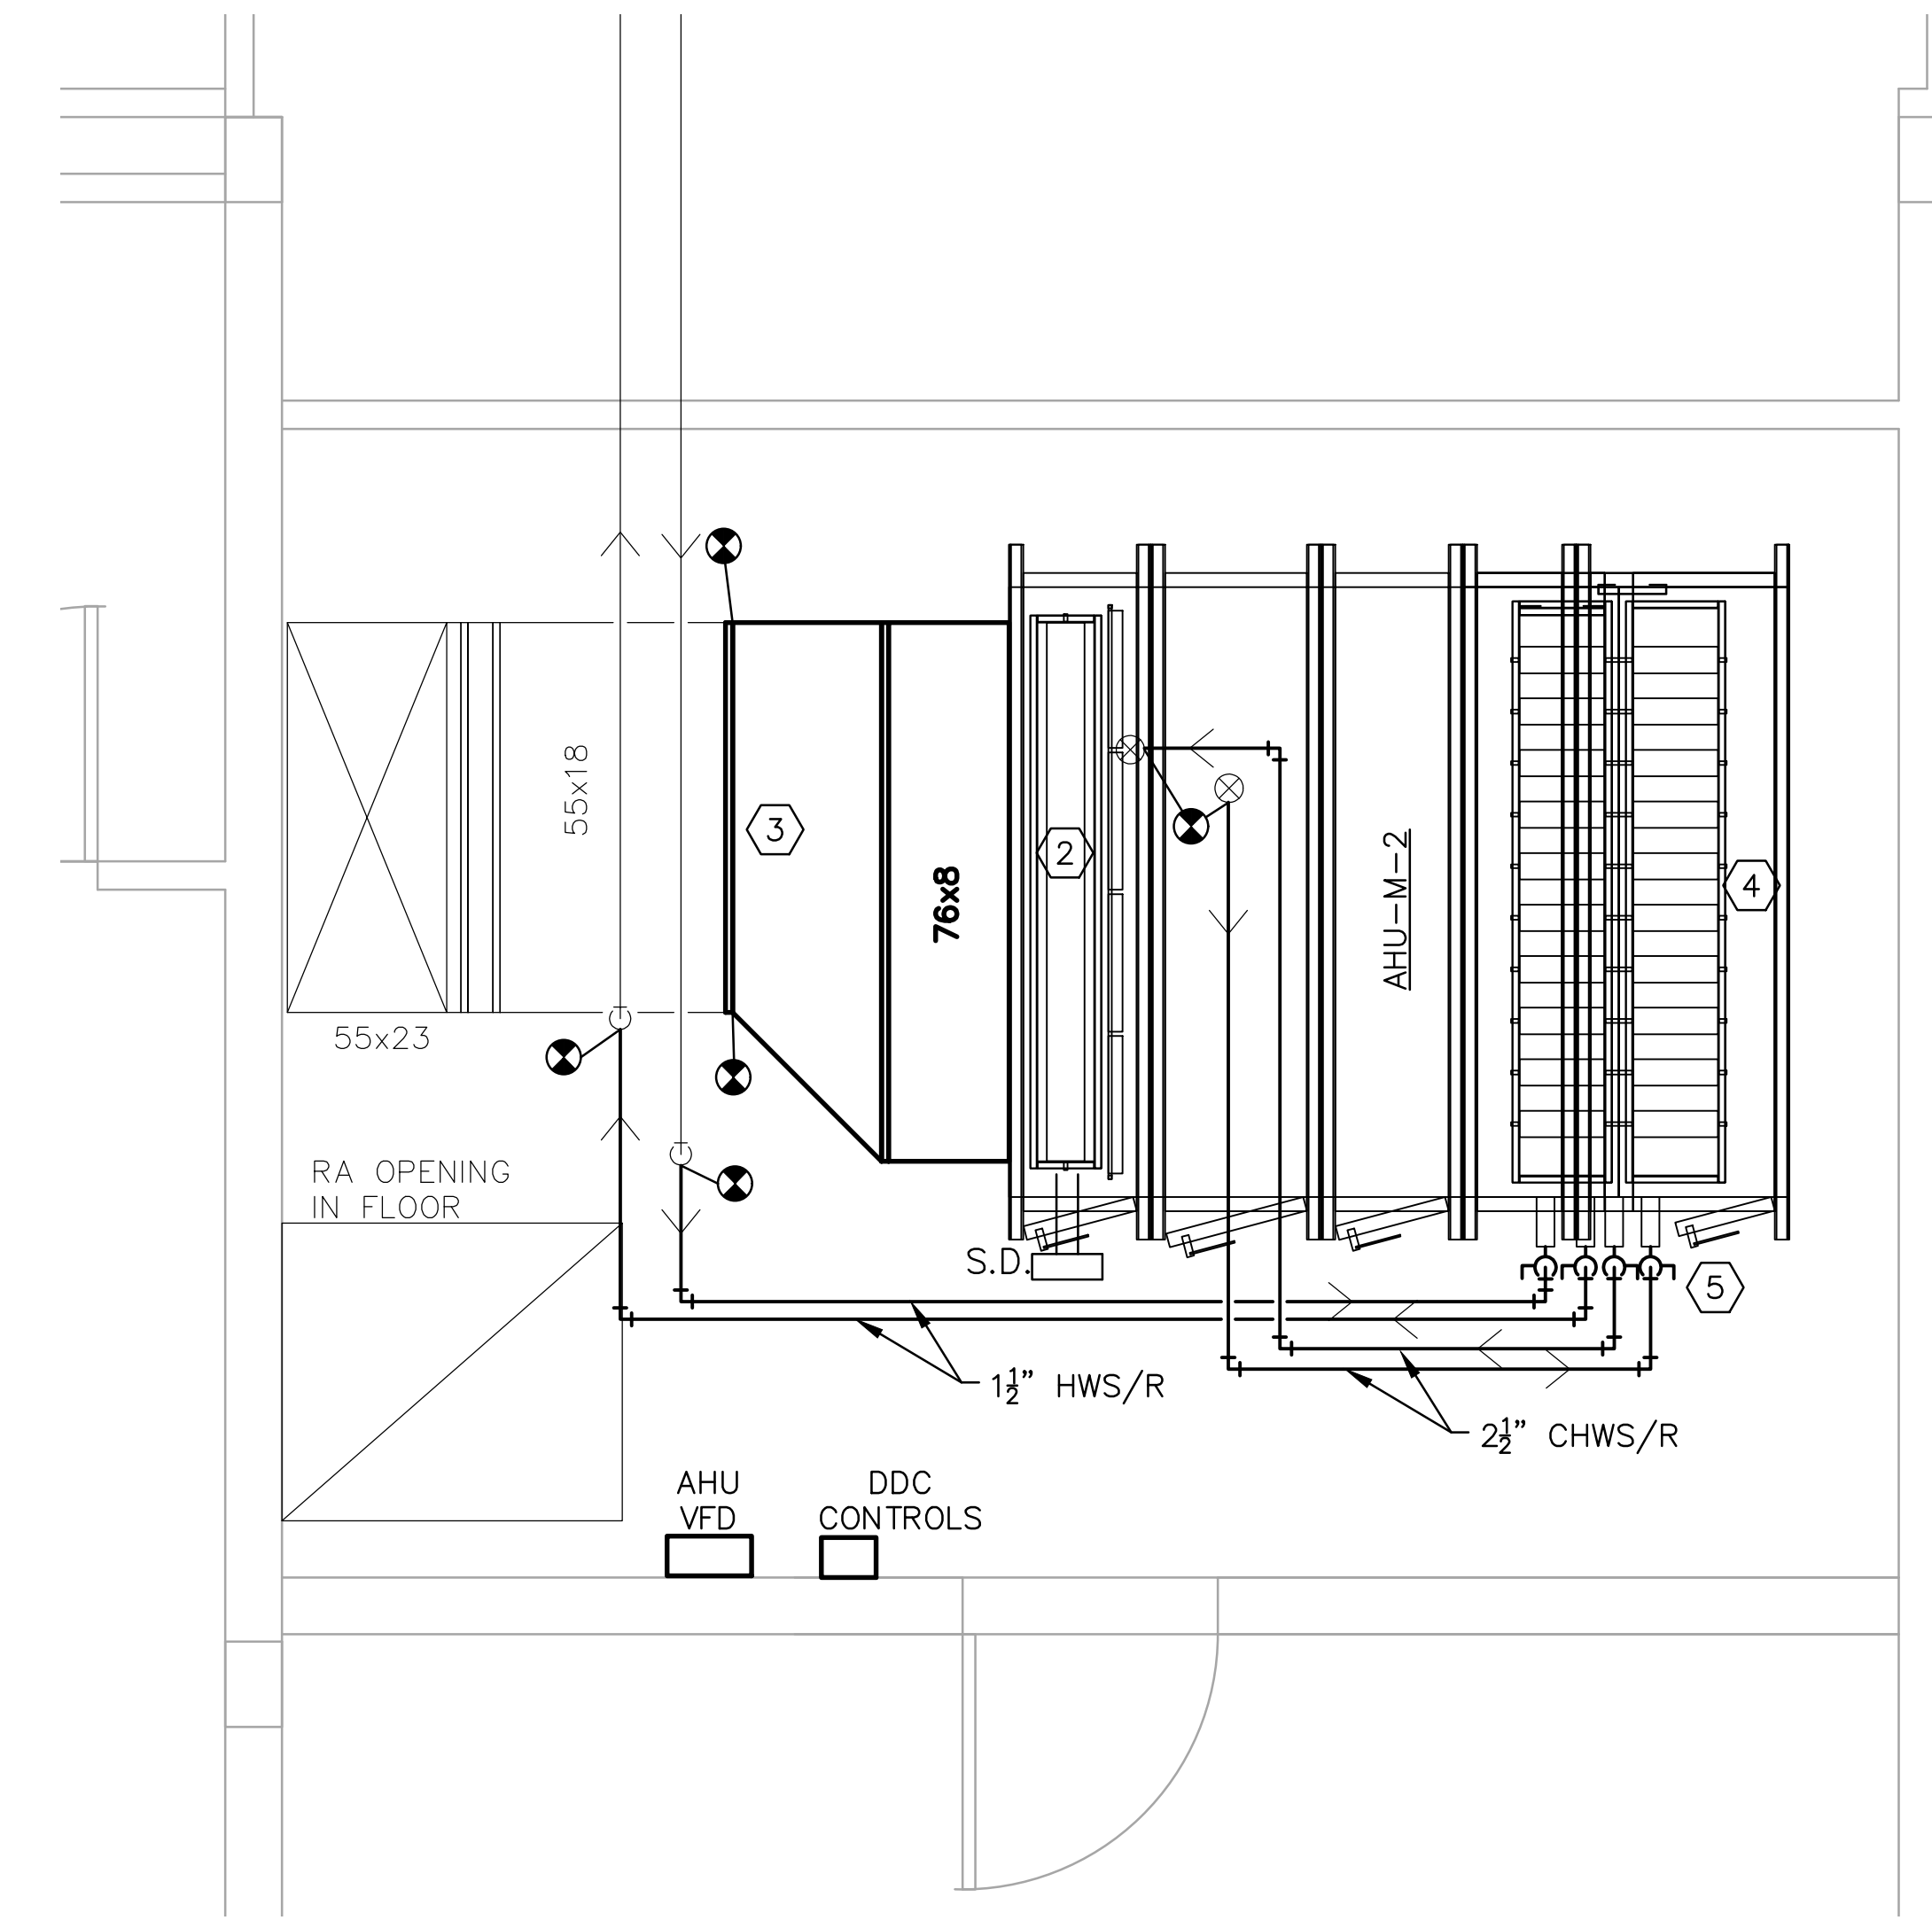 55x18
3
2
76x8
AHU-M-2
4
55x23
RA OPENING
IN FLOOR
S.D.
5
1½" HWS/R
2½" CHWS/R
AHU
VFD
DDC
CONTROLS